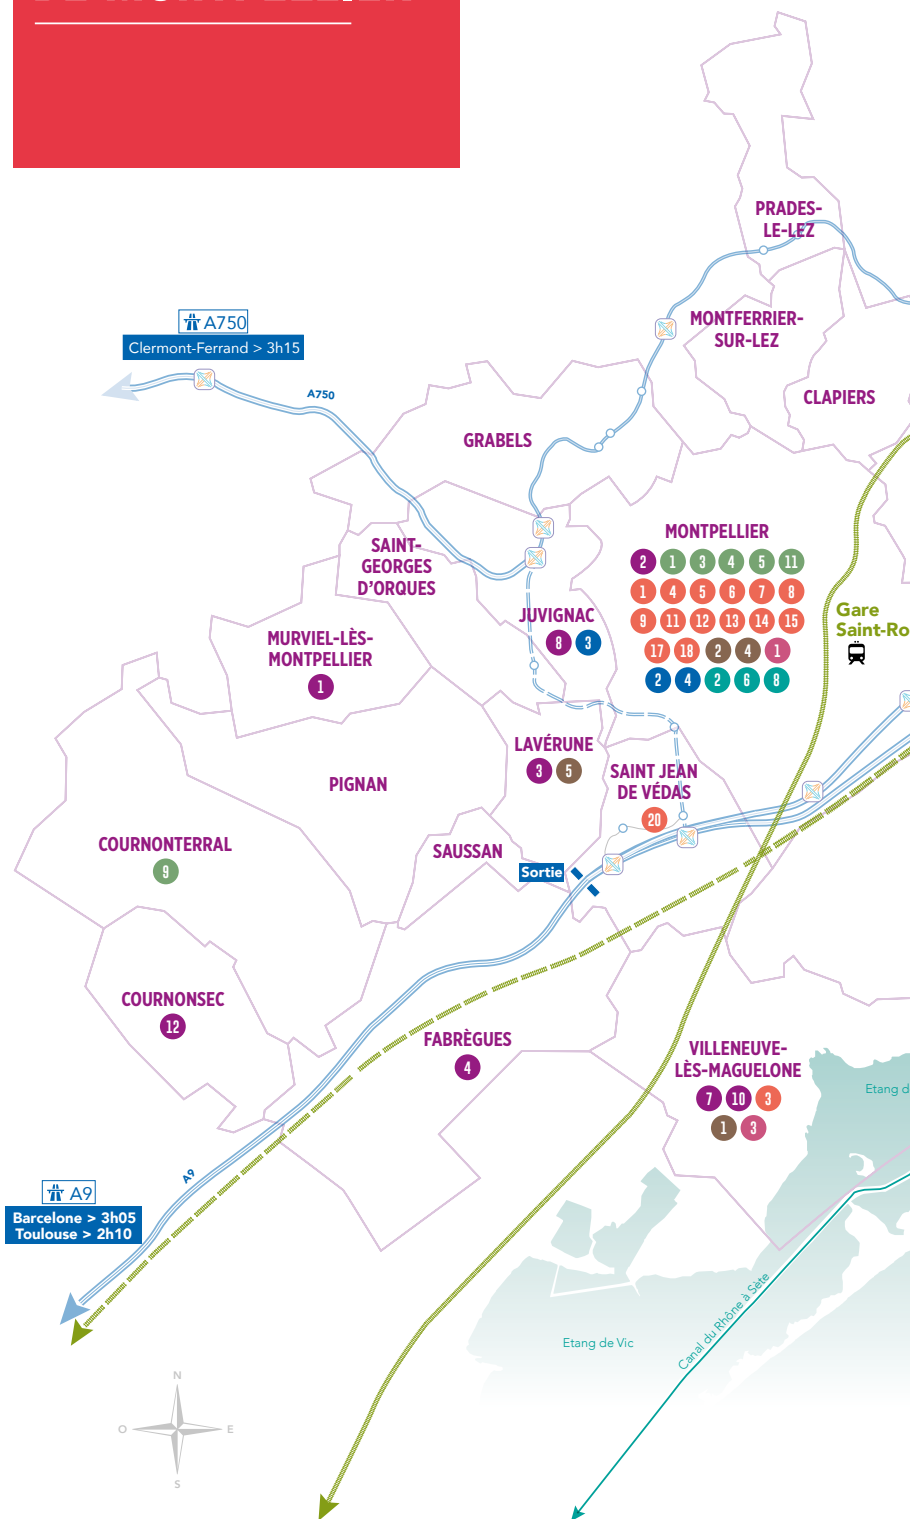 PRADES-
LE-LEZ
A750
Clermont-Ferrand > 3h15
MONTFERRIER-
SUR-LEZ
A750
CLAPIERS
GRABELS
MONTPELLIER
2 1 3 4 5 11
1 4 5 6 7 8
9 11 12 13 14 15
17 18 2 4 1
2 4 2 6 8
SAINT-
GEORGES
D'ORQUES
Gare
Saint-Ro
JUVIGNAC
8 3
MURVIEL-LÈS-
MONTPELLIER
1
LAVÉRUNE
3 5
SAINT JEAN
DE VÉDAS
20
PIGNAN
COURNONTERRAL
9
SAUSSAN
Sortie
COURNONSEC
12
FABRÈGUES
4
VILLENEUVE-
LÈS-MAGUELONE
7 10 3
1 3
Etang d
A9
A9
Barcelone > 3h05
Toulouse > 2h10
Canal du Rhône à Sète
Etang de Vic
N
O E
S